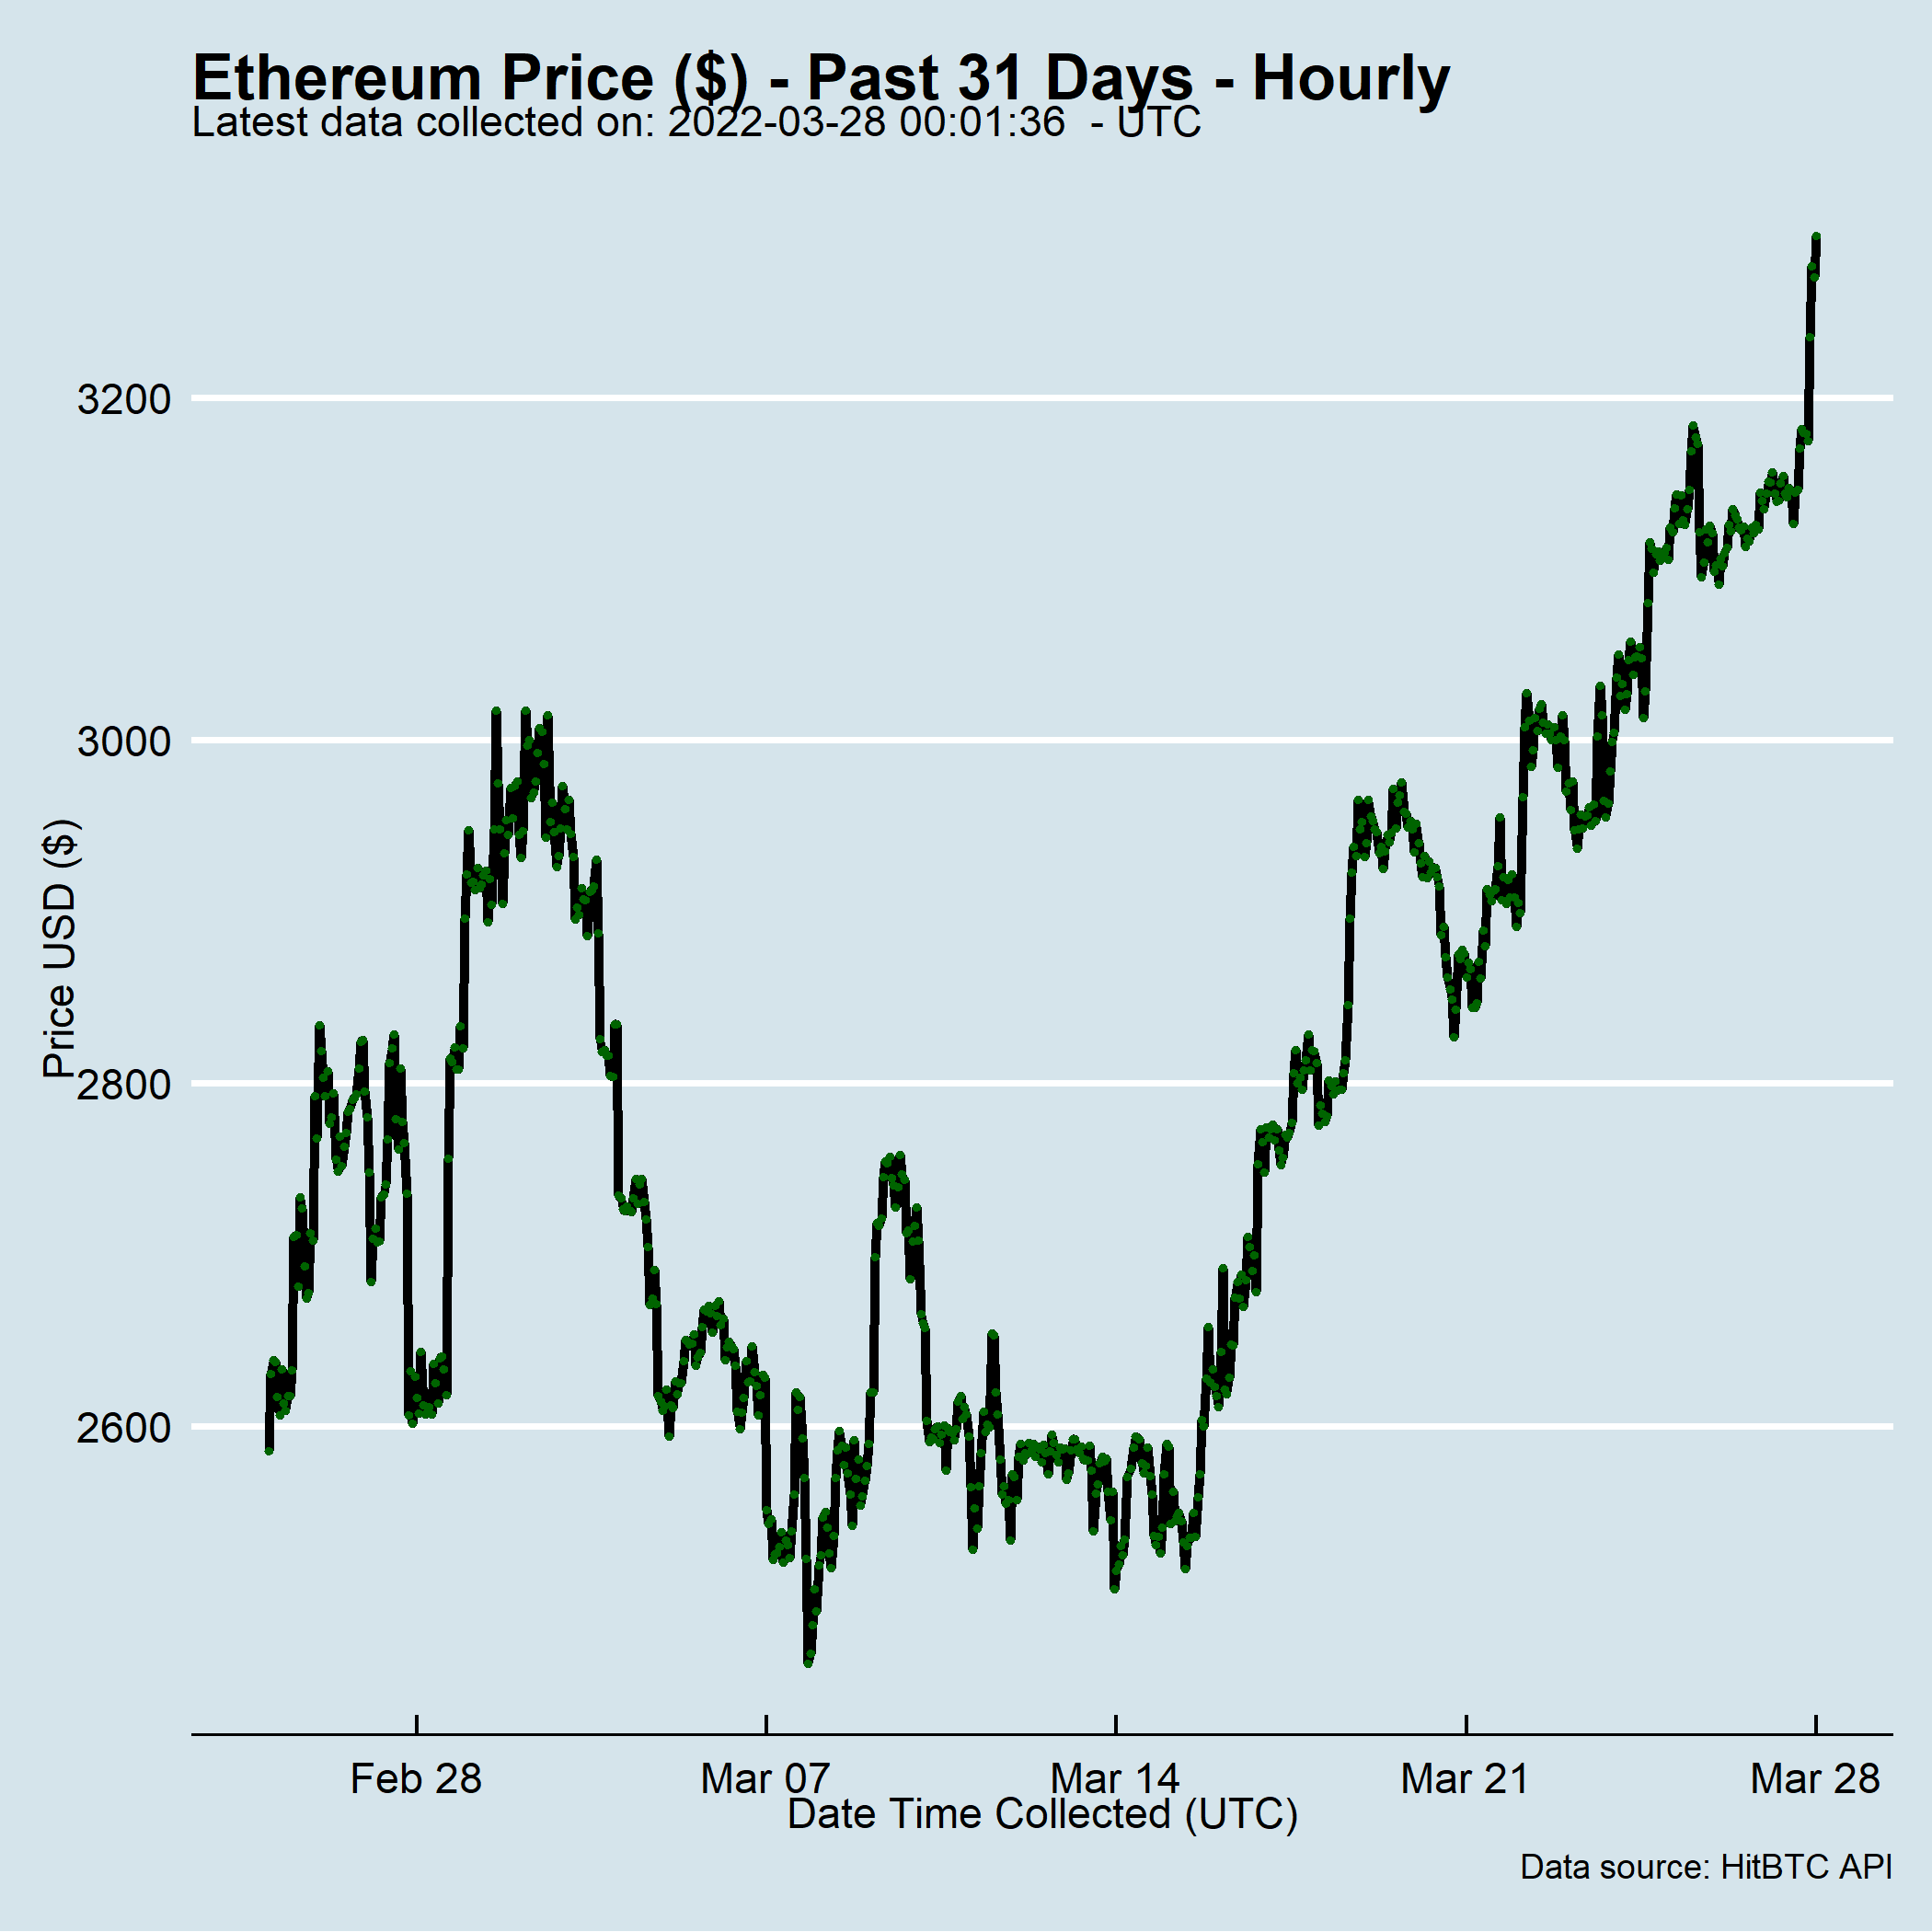 Ethereum Price ($) - Past 31 Days - Hourly
Latest data collected on: 2022-03-28 00:01:36  - UTC
3200
3000
2800
2600
Price USD ($)
Feb 28 Mar 07 Mar 14 Mar 21 Mar 28
Date Time Collected (UTC)
Data source: HitBTC API